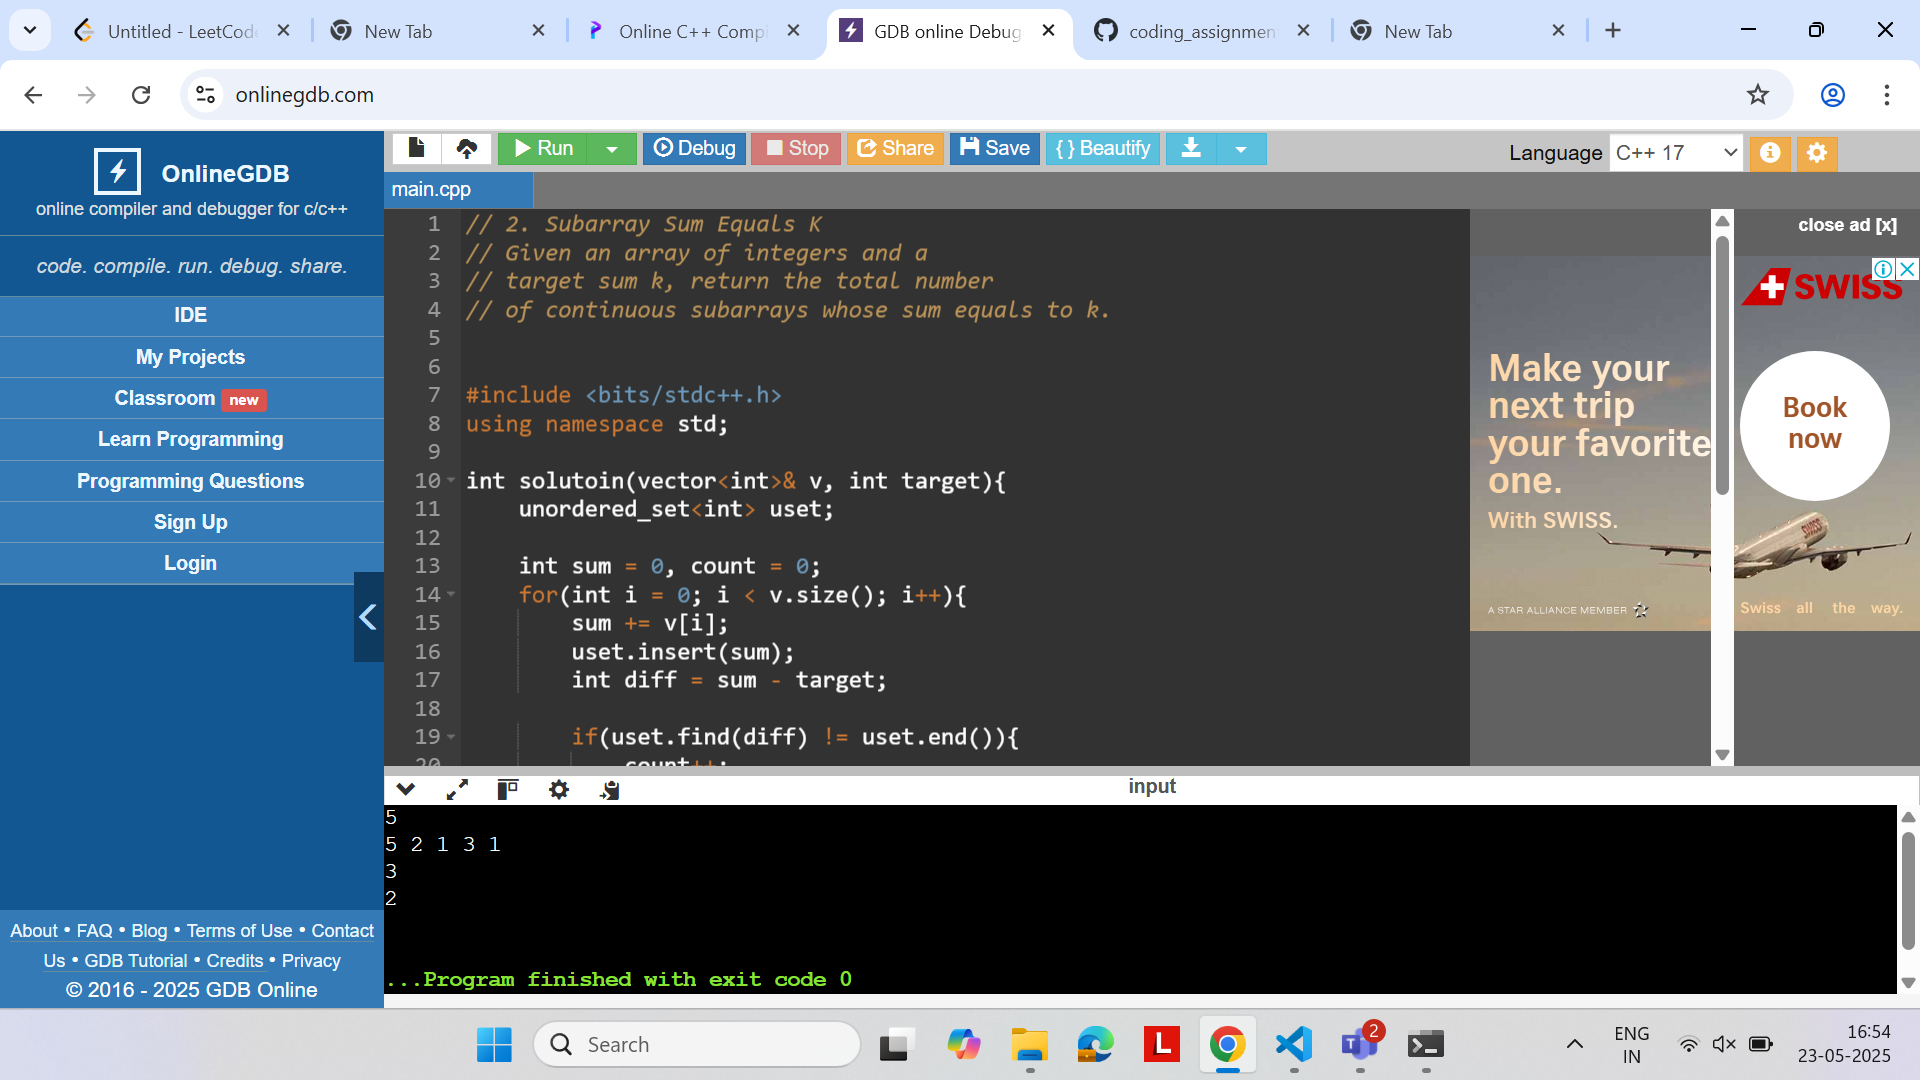 Untitled - LeetCod
New Tab
Online C++ Compi
GDB online Debug
coding_assignmen
New Tab
onlinegdb.com
OnlineGDB
online compiler and debugger for c/c++
code. compile. run. debug. share.
IDE
My Projects
Classroom new
Learn Programming
Programming Questions
Sign Up
Login
About • FAQ • Blog • Terms of Use • Contact
Us • GDB Tutorial • Credits • Privacy
© 2016 - 2025 GDB Online
Run Debug Stop Share Save { } Beautify
Language C++ 17
main.cpp
1 // 2. Subarray Sum Equals K
2 // Given an array of integers and a
3 // target sum k, return the total number
4 // of continuous subarrays whose sum equals to k.
5
6
7 #include <bits/stdc++.h>
8 using namespace std;
9
10 int solutoin(vector<int>& v, int target){
11 unordered_set<int> uset;
12
13 int sum = 0, count = 0;
14 for(int i = 0; i < v.size(); i++){
15 sum += v[i];
16 uset.insert(sum);
17 int diff = sum - target;
18
19 if(uset.find(diff) != uset.end()){
20 count++;
close ad [x]
SWISS
Make your
next trip
your favorite
one.
With SWISS.
Book
now
SWISS
A STAR ALLIANCE MEMBER
Swiss all the way.
input
5
5 2 1 3 1
3
2
...Program finished with exit code 0
Search
L
T
2
ENG
IN
16:54
23-05-2025